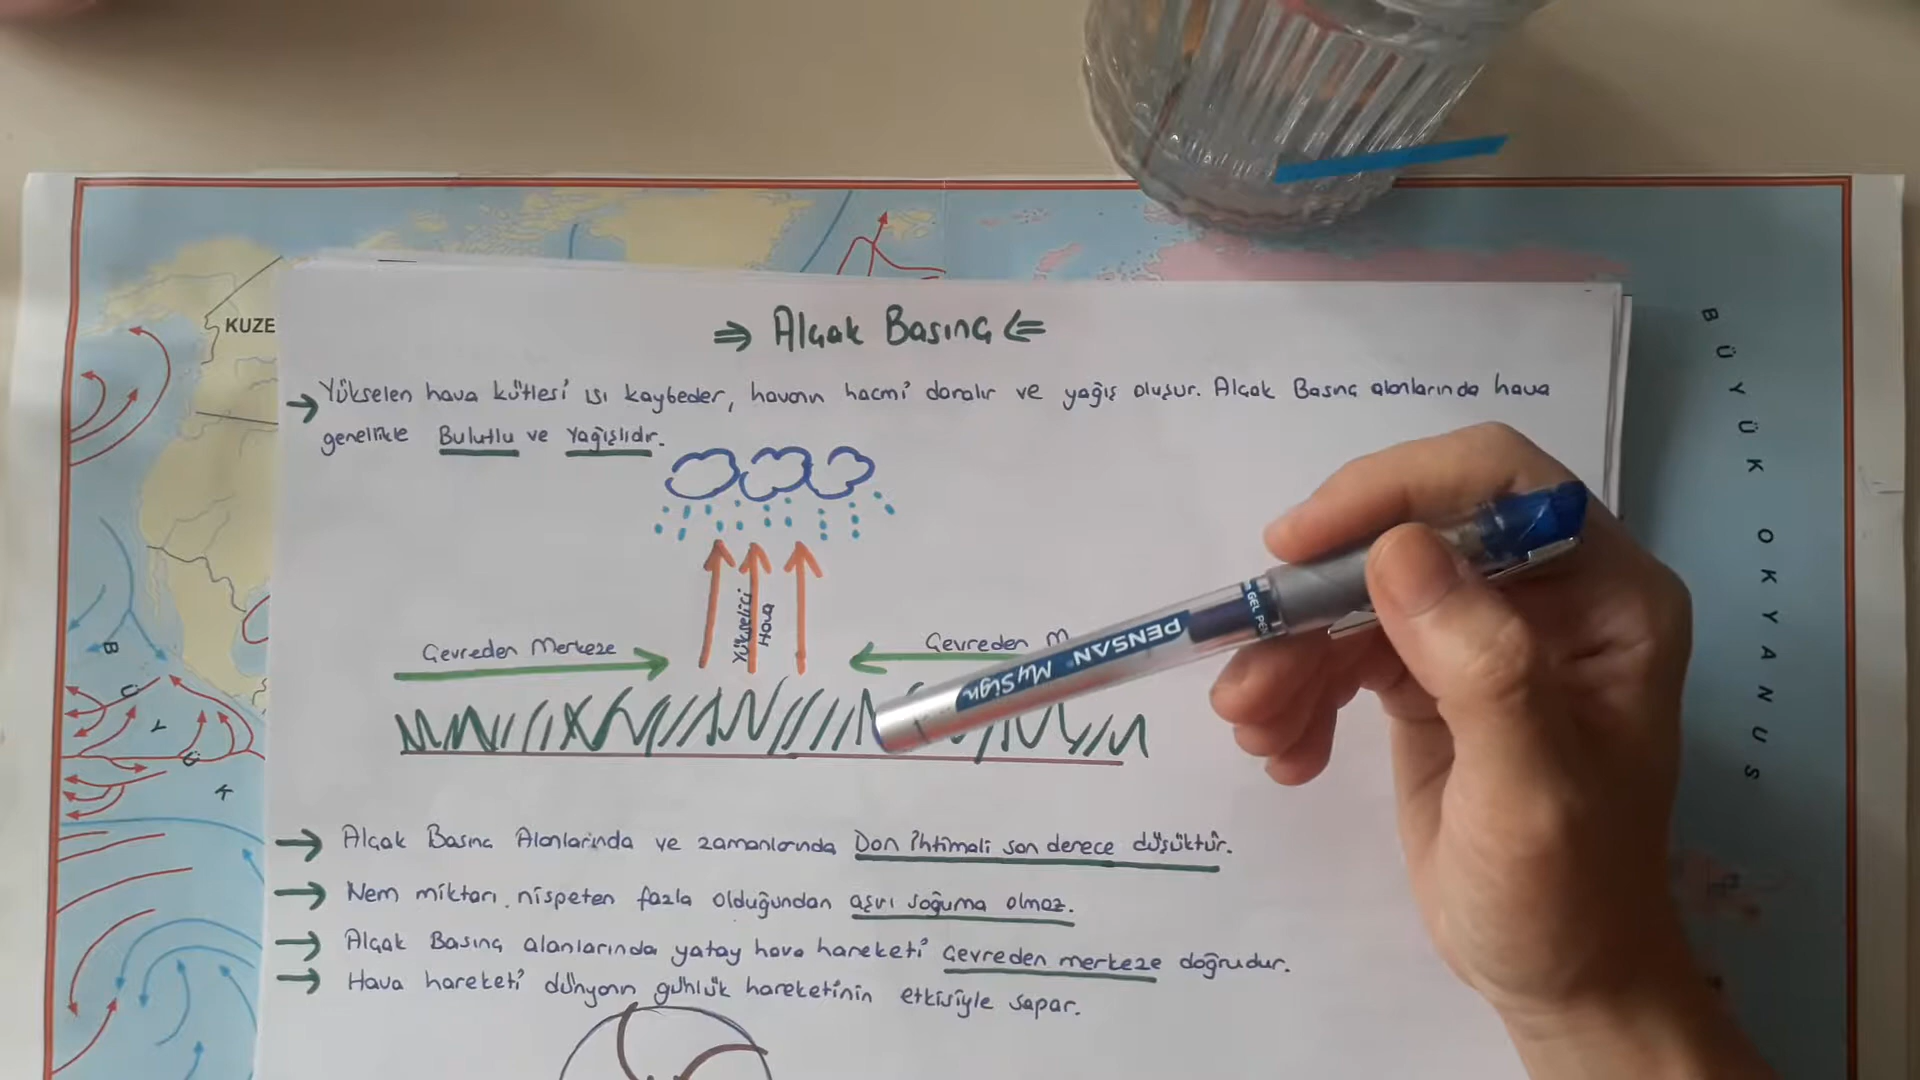 ⇒ Alçak Basınç ⇐
→ Yükselen hava kütlesi ısı kaybeder, havanın hacmi daralır ve yağış oluşur. Alçak Basınç alanlarında hava
genellikle Bulutlu ve Yağışlıdır.
Yükselici
Hava
Çevreden Merkeze
Çevreden M
PENSAN My Sign
GEL PEN
→ Alçak Basınç Alanlarında ve zamanlarında Don ihtimali son derece düşüktür.
→ Nem miktarı nispeten fazla olduğundan aşırı soğuma olmaz.
→ Alçak Basınç alanlarında yatay hava hareketi Çevreden merkeze doğrudur.
→ Hava hareketi dünyanın günlük hareketinin etkisiyle sapar.
KUZE
B Ü Y Ü K
BÜYÜK OKYANUS